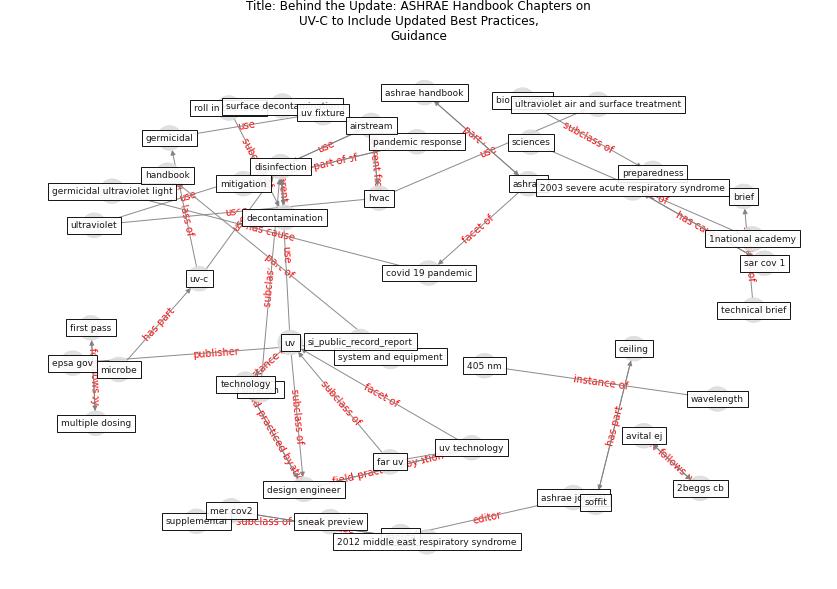 Title: Behind the Update: ASHRAE Handbook Chapters on
UV-C to Include Updated Best Practices,
Guidance
ashrae handbook
roll in
surface
uv fixture
ultraviolet air and surface treatment
germicidal
use
airstream
part
use
subclass of
use
pandemic response
sciences
disinfection
part of
handbook
mitigation
preparedness
germicidal ultraviolet light
2003 severe acute respiratory syndrome
hvac
brief
ultraviolet
decontamination
has cause
facet of
1national academy
part of
covid 19 pandemic
sar cov 1
uv-c
use
technical brief
has part
first pass
publisher
uv
si_public_record_report
system and equipment
ceiling
epsa gov
microbe
405 nm
instance of
technology
subclass of
facet of
wavelength
multiple dosing
subclass of
has part
avital ej
uv technology
far uv
follows
design engineer
2beggs cb
soffit
mer cov2
supplemental
subclass of
sneak preview
editor
2012 middle east respiratory syndrome